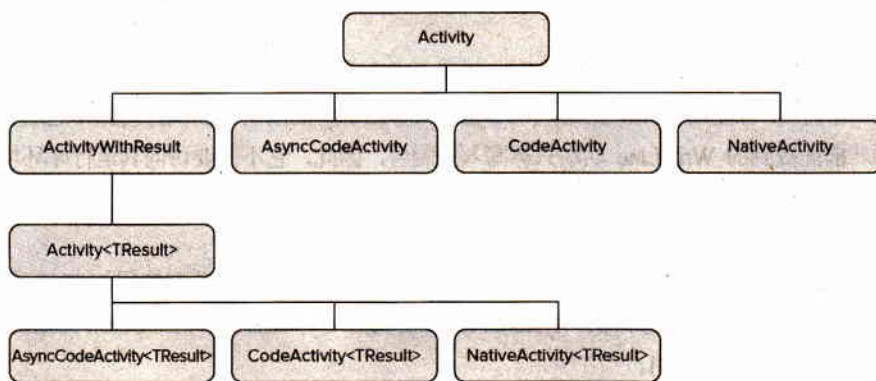 Activity
ActivityWithResult
AsyncCodeActivity
CodeActivity
NativeActivity
Activity<TResult>
AsyncCodeActivity<TResult>
CodeActivity<TResult>
NativeActivity<TResult>